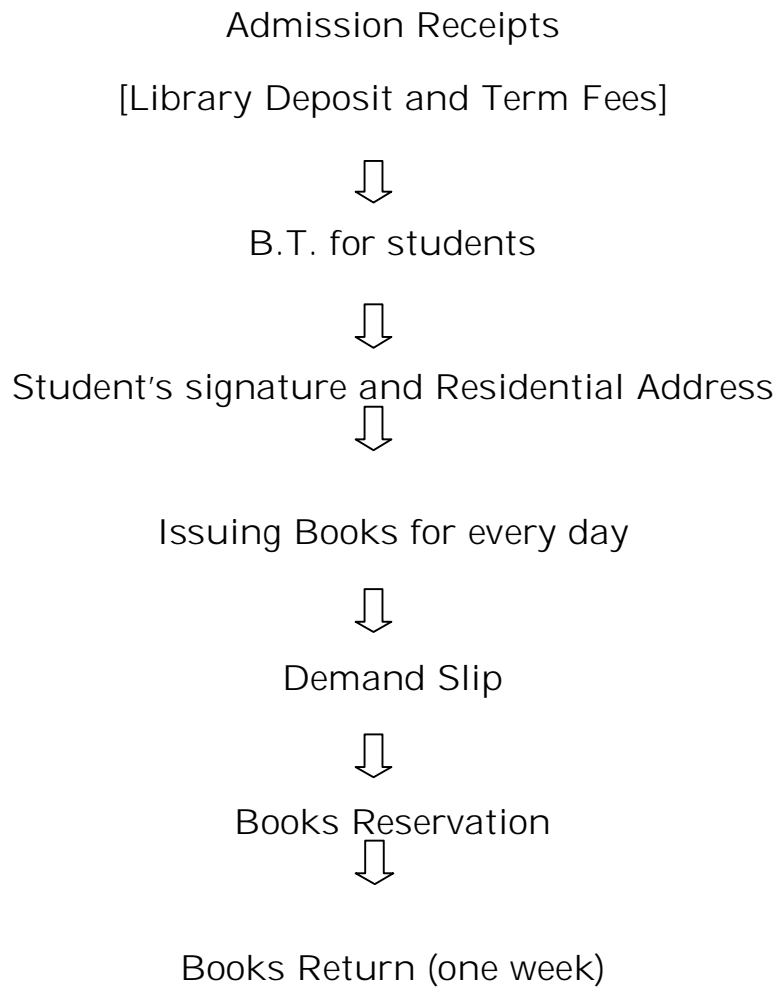 Admission Receipts
[Library Deposit and Term Fees]
B.T. for students
Student's signature and Residential Address
Issuing Books for every day
Demand Slip
Books Reservation
Books Return (one week)